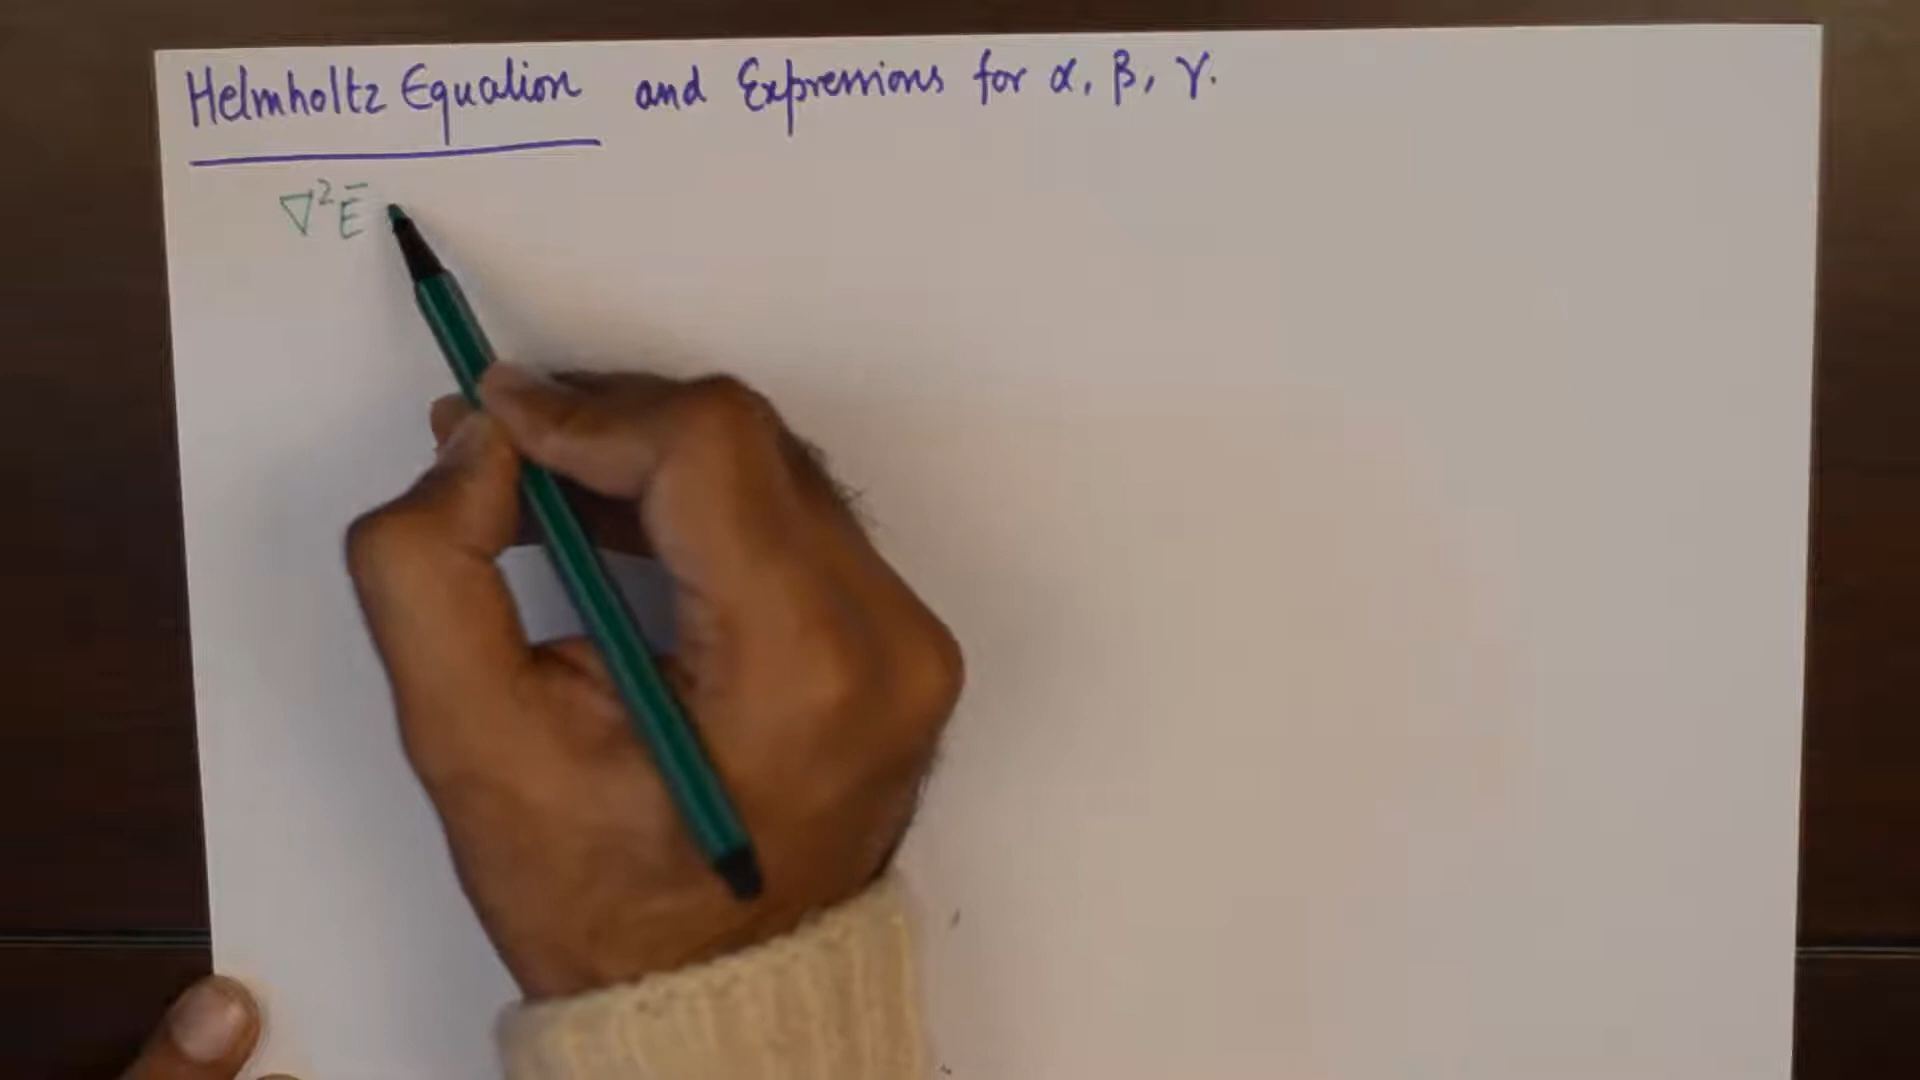 Helmholtz Equation and Expressions for α, β, γ.
∇²Ē